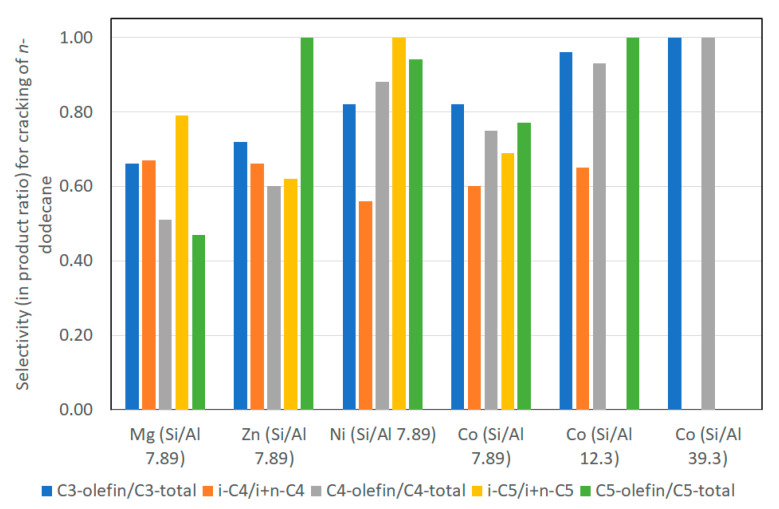 Selectivity (in product ratio) for cracking of n-
dodecane
1.00
0.80
0.60
0.40
0.20
0.00
Mg (Si/Al
7.89)
Zn (Si/Al
7.89)
Ni (Si/Al 7.89)
Co (Si/Al
7.89)
Co (Si/Al
12.3)
Co (Si/Al
39.3)
C3-olefin/C3-total
i-C4/i+n-C4
C4-olefin/C4-total
i-C5/i+n-C5
C5-olefin/C5-total